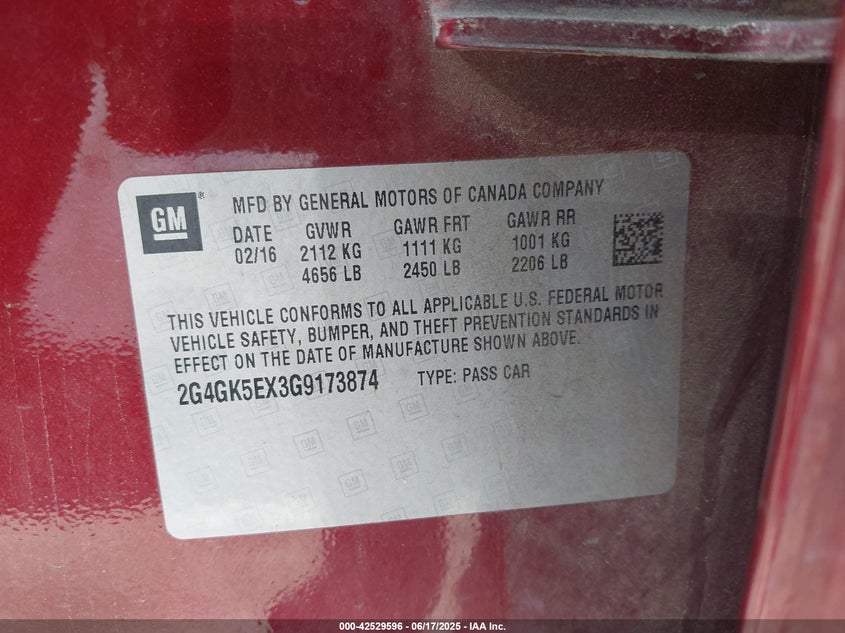 GM ® MFD BY GENERAL MOTORS OF CANADA COMPANY
DATE GVWR GAWR FRT GAWR RR
02/16 2112 KG 1111 KG 1001 KG
4656 LB 2450 LB 2206 LB
THIS VEHICLE CONFORMS TO ALL APPLICABLE U.S. FEDERAL MOTOR
VEHICLE SAFETY, BUMPER, AND THEFT PREVENTION STANDARDS IN
EFFECT ON THE DATE OF MANUFACTURE SHOWN ABOVE.
2G4GK5EX3G9173874 TYPE: PASS CAR
000-42529596 - 06/17/2025 - IAA Inc.